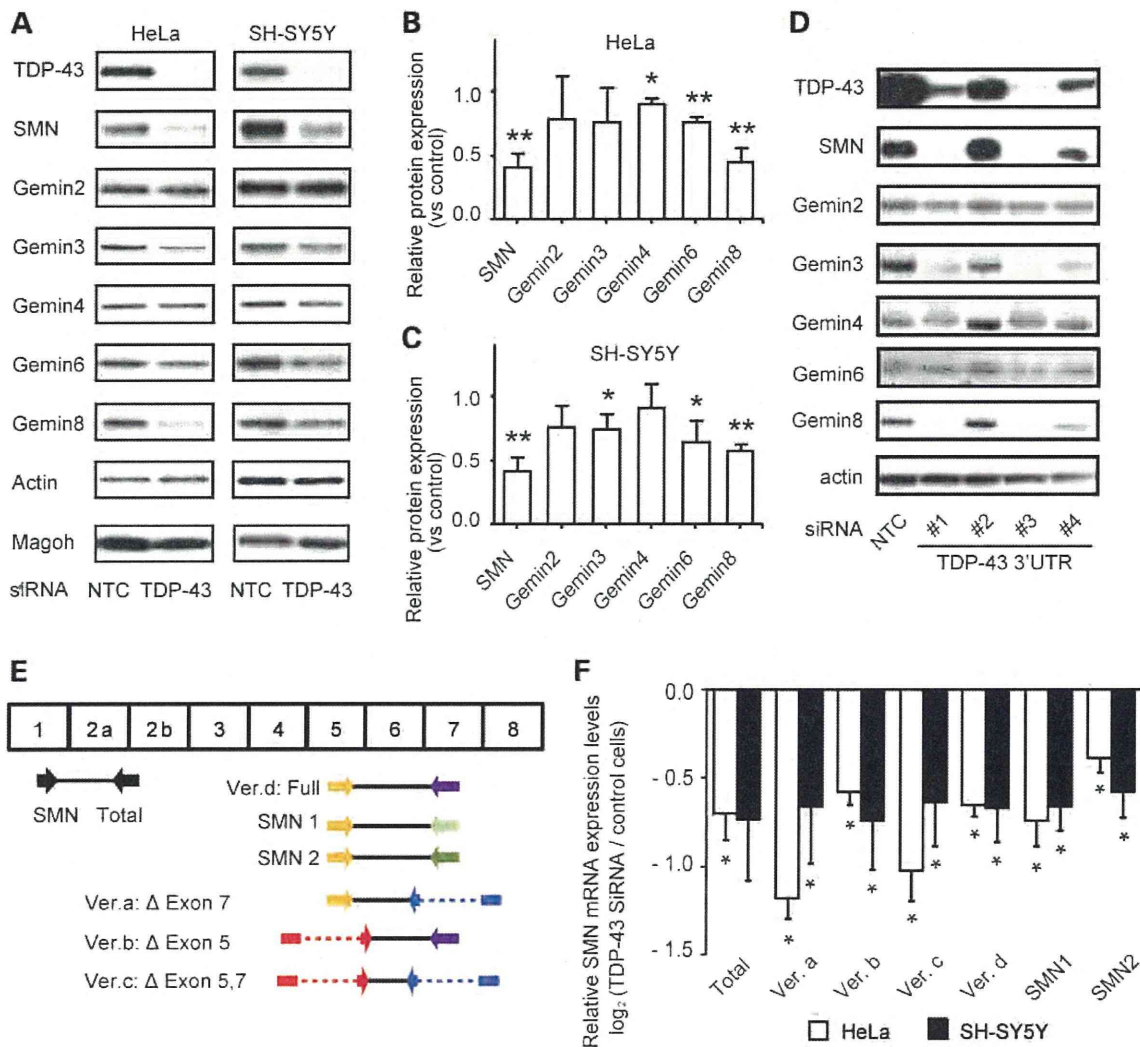 A
HeLa SH-SY5Y
TDP-43
SMN
Gemin2
Gemin3
Gemin4
Gemin6
Gemin8
Actin
Magoh
siRNA NTC TDP-43 NTC TDP-43
B
HeLa
Relative protein expression
(vs control)
1.0
0.5
0.0
** * ** **
SMN Gemin2 Gemin3 Gemin4 Gemin6 Gemin8
C
SH-SY5Y
Relative protein expression
(vs control)
1.0
0.5
0.0
** * * **
SMN Gemin2 Gemin3 Gemin4 Gemin6 Gemin8
D
TDP-43
SMN
Gemin2
Gemin3
Gemin4
Gemin6
Gemin8
actin
siRNA NTC #1 #2 #3 #4
TDP-43 3'UTR
E
1 2a 2b 3 4 5 6 7 8
SMN Total
Ver.d: Full
SMN 1
SMN 2
Ver.a: Δ Exon 7
Ver.b: Δ Exon 5
Ver.c: Δ Exon 5,7
F
Relative SMN mRNA expression levels
log2 (TDP-43 SiRNA / control cells)
0.0
- 0.5
- 1.0
- 1.5
* * * * * * * * * * * * *
Total Ver. a Ver. b Ver. c Ver. d SMN1 SMN2
HeLa SH-SY5Y